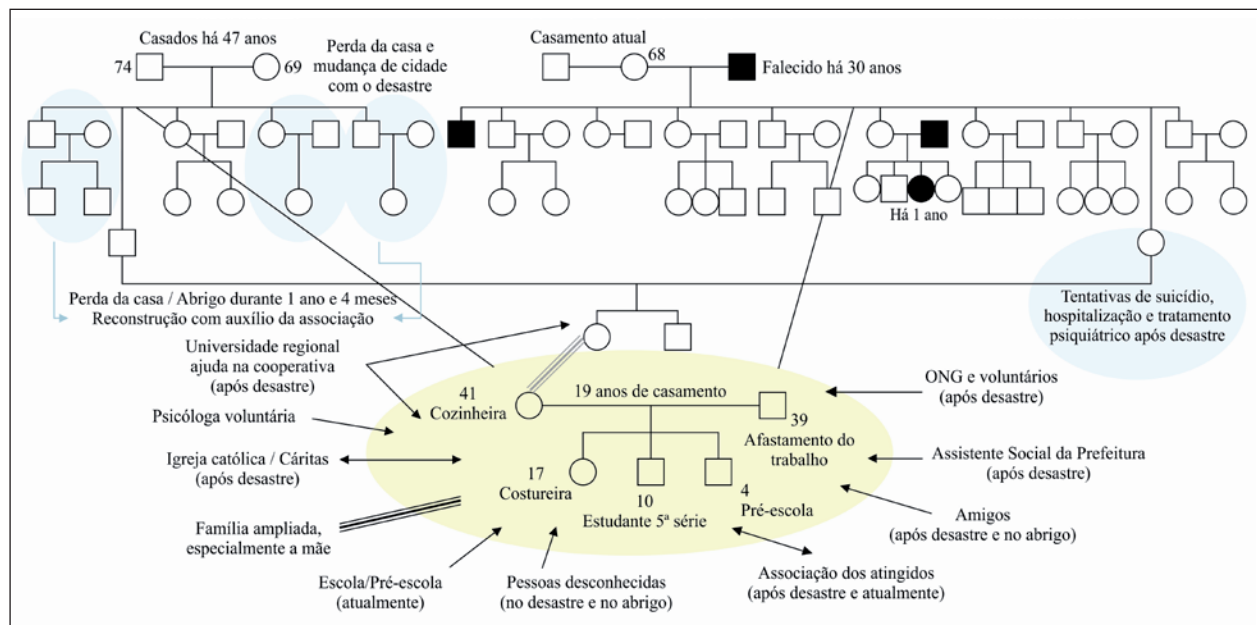 Casados há 47 anos
74
69
Perda da casa e
mudança de cidade
com o desastre
Casamento atual
68
Falecido há 30 anos
Há 1 ano
Perda da casa / Abrigo durante 1 ano e 4 meses
Reconstrução com auxílio da associação
Tentativas de suicídio,
hospitalização e tratamento
psiquiátrico após desastre
Universidade regional
ajuda na cooperativa
(após desastre)
41
Cozinheira
19 anos de casamento
39
Afastamento do
trabalho
ONG e voluntários
(após desastre)
Psicóloga voluntária
Igreja católica / Cáritas
(após desastre)
Assistente Social da Prefeitura
(após desastre)
17
Costureira
10
Estudante 5ª série
4
Pré-escola
Família ampliada,
especialmente a mãe
Amigos
(após desastre e no abrigo)
Escola/Pré-escola
(atualmente)
Pessoas desconhecidas
(no desastre e no abrigo)
Associação dos atingidos
(após desastre e atualmente)